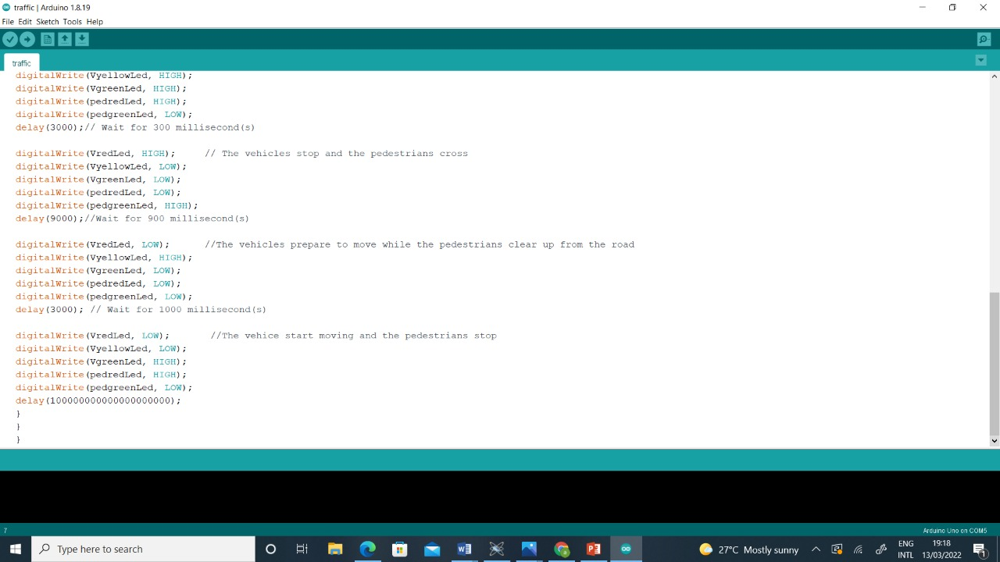 traffic | Arduino 1.8.19
File Edit Sketch Tools Help
traffic
digitalWrite(VyellowLed, HIGH);
digitalWrite(VgreenLed, HIGH);
digitalWrite(pedredLed, HIGH);
digitalWrite(pedgreenLed, LOW);
delay(3000);// Wait for 300 millisecond(s)
digitalWrite(VredLed, HIGH); // The vehicles stop and the pedestrians cross
digitalWrite(VyellowLed, LOW);
digitalWrite(VgreenLed, LOW);
digitalWrite(pedredLed, LOW);
digitalWrite(pedgreenLed, HIGH);
delay(9000);//Wait for 900 millisecond(s)
digitalWrite(VredLed, LOW); //The vehicles prepare to move while the pedestrians clear up from the road
digitalWrite(VyellowLed, HIGH);
digitalWrite(VgreenLed, LOW);
digitalWrite(pedredLed, LOW);
digitalWrite(pedgreenLed, LOW);
delay(3000); // Wait for 1000 millisecond(s)
digitalWrite(VredLed, LOW); //The vehice start moving and the pedestrians stop
digitalWrite(VyellowLed, LOW);
digitalWrite(VgreenLed, HIGH);
digitalWrite(pedredLed, HIGH);
digitalWrite(pedgreenLed, LOW);
delay(100000000000000000000);
}
}
}
7
Arduino Uno on COM5
Type here to search
27°C Mostly sunny
ENG
INTL
19:18
13/03/2022
1